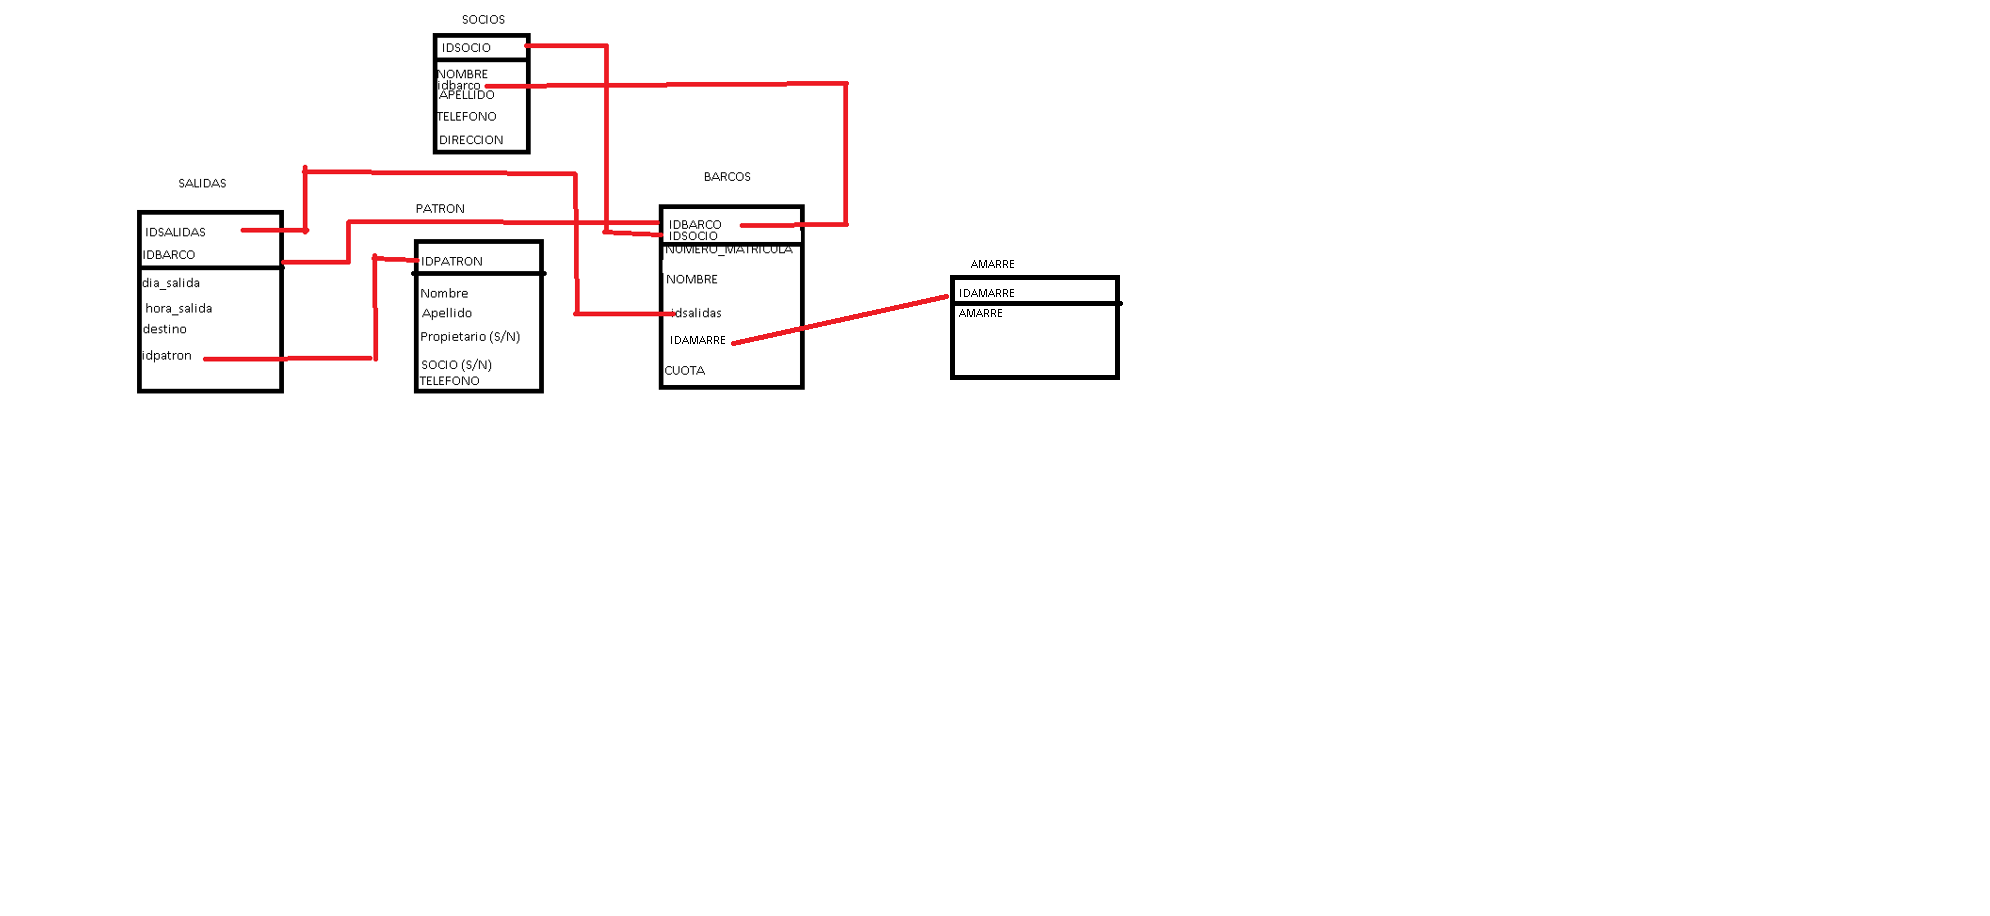 SOCIOS
IDSOCIO
NOMBRE
idbarco
APELLIDO
TELEFONO
DIRECCION
SALIDAS
IDSALIDAS
IDBARCO
dia_salida
hora_salida
destino
idpatron
PATRON
IDPATRON
Nombre
Apellido
Propietario (S/N)
SOCIO (S/N)
TELEFONO
BARCOS
IDBARCO
IDSOCIO
NUMERO_MATRICULA
NOMBRE
idsalidas
IDAMARRE
CUOTA
AMARRE
IDAMARRE
AMARRE